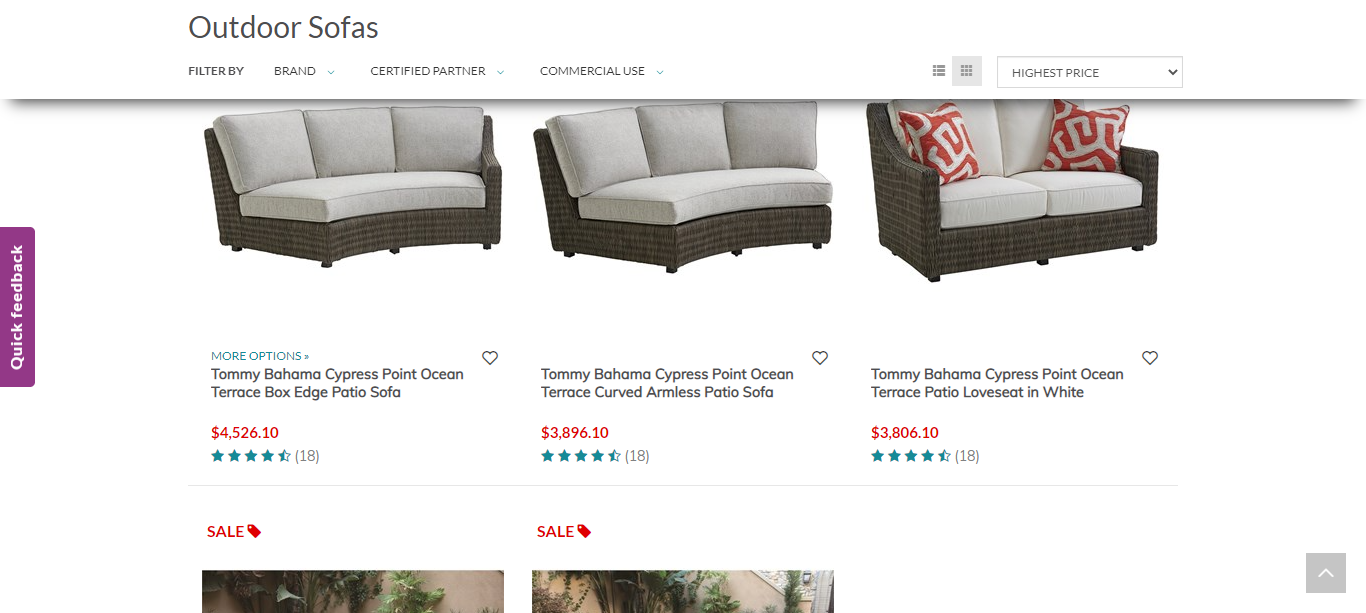 Outdoor Sofas
FILTER BY BRAND CERTIFIED PARTNER COMMERCIAL USE HIGHEST PRICE
Quick feedback
MORE OPTIONS »
Tommy Bahama Cypress Point Ocean
Terrace Box Edge Patio Sofa
$4,526.10
(18)
Tommy Bahama Cypress Point Ocean
Terrace Curved Armless Patio Sofa
$3,896.10
(18)
Tommy Bahama Cypress Point Ocean
Terrace Patio Loveseat in White
$3,806.10
(18)
SALE
SALE